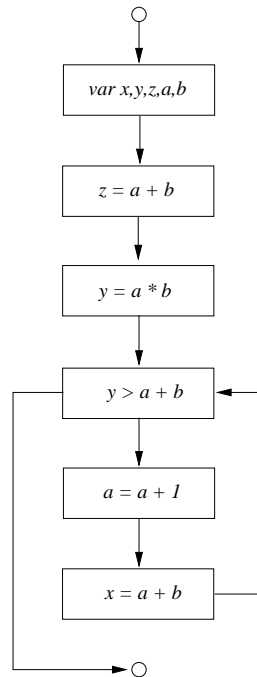 var x,y,z,a,b
z = a + b
y = a * b
y > a + b
a = a + 1
x = a + b